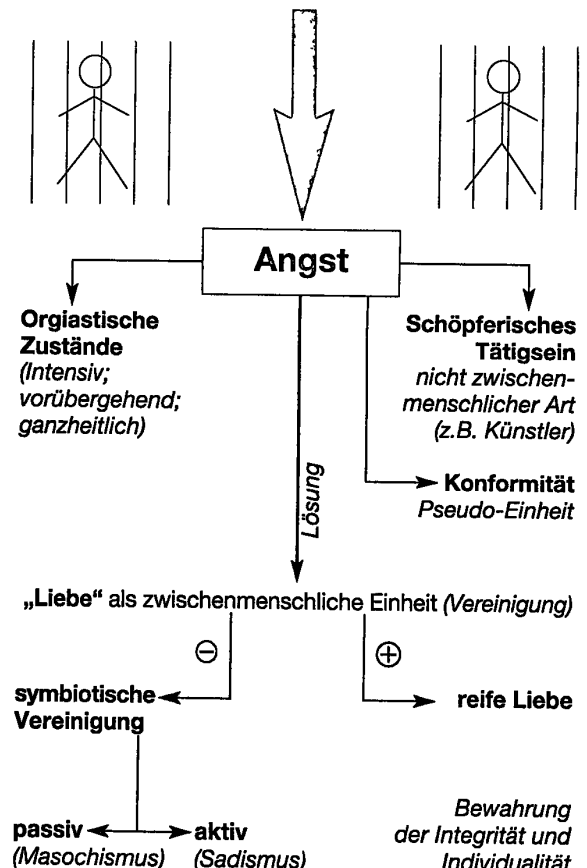 Angst
Orgiastische
Zustände
(Intensiv;
vorübergehend;
ganzheitlich)
Schöpferisches
Tätigsein
nicht zwischen-
menschlicher Art
(z.B. Künstler)
Konformität
Pseudo-Einheit
Lösung
„Liebe“ als zwischenmenschliche Einheit (Vereinigung)
⊖
⊕
symbiotische
Vereinigung
reife Liebe
passiv
(Masochismus)
aktiv
(Sadismus)
Bewahrung
der Integrität und
Individualität